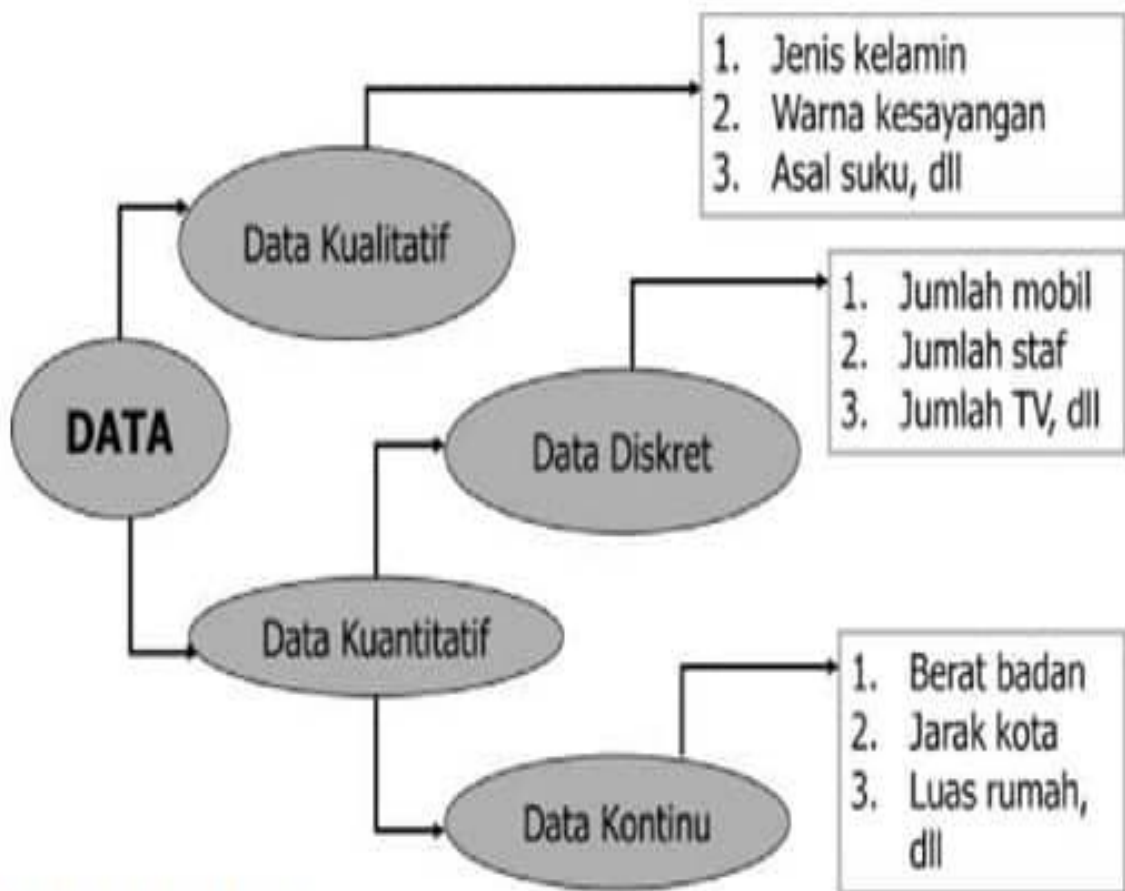 1. Jenis kelamin
2. Warna kesayangan
3. Asal suku, dll
Data Kualitatif
1. Jumlah mobil
2. Jumlah staf
3. Jumlah TV, dll
DATA
Data Diskret
Data Kuantitatif
1. Berat badan
2. Jarak kota
3. Luas rumah,
dll
Data Kontinu